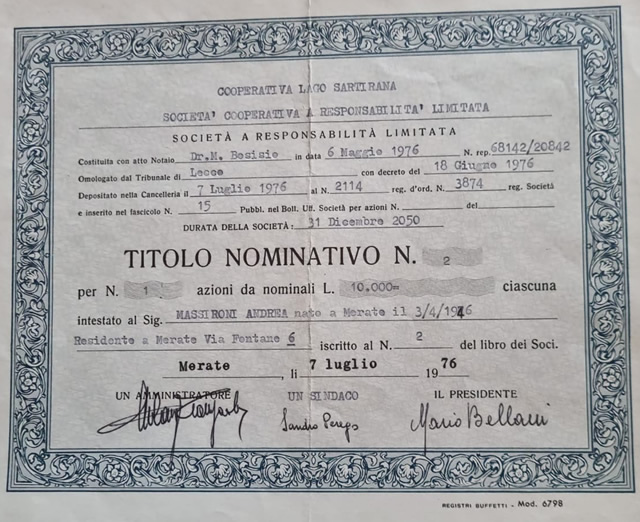 COOPERATIVA LAGO SARTIRANA
SOCIETA' COOPERATIVA A RESPONSABILITA' LIMITATA
SOCIETÀ A RESPONSABILITÀ LIMITATA
Costituita con atto Notaio Dr.M. Bosisio in data 6 Maggio 1976 N. rep. 68142/20842
Omologato dal Tribunale di Lecco con decreto del 18 Giugno 1976
Depositato nella Cancelleria il 7 Luglio 1976 al N. 2114 reg. d'ord. N. 3874 reg. Società
e inserito nel fascicolo N. 15 Pubbl. nel Boll. Uff. Società per azioni N. del
DURATA DELLA SOCIETÀ: 31 Dicembre 2050
TITOLO NOMINATIVO N. 2
per N. 1 azioni da nominali L. 10.000= ciascuna
intestato al Sig. MASSIRONI ANDREA nato a Merate il 3/4/19
Residente a Merate Via Fontane 6 iscritto al N. 2 del libro dei Soci.
Merate, lì 7 luglio 1976
UN AMMINISTRATORE UN SINDACO IL PRESIDENTE
Sandro Perego Mario Bellani
REGISTRI BUFFETTI - Mod. 6798